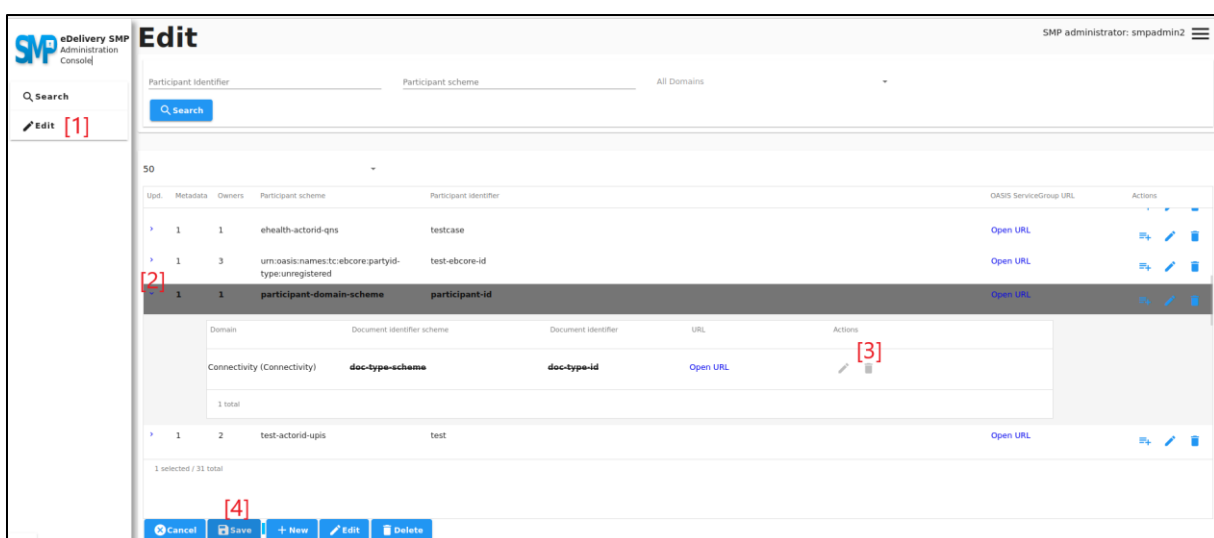 SMP eDelivery SMP
Administration
Console
Edit
SMP administrator: smpadmin2
Search
Edit [1]
Participant Identifier Participant scheme All Domains
Search
50
Upd. Metadata Owners Participant scheme Participant identifier OASIS ServiceGroup URL Actions
1 1 ehealth-actorid-qns testcase Open URL
1 3 urn:oasis:names:tc:ebcore:partyid-type:unregistered test-ebcore-id Open URL
[2]
1 1 participant-domain-scheme participant-id Open URL
Domain Document identifier scheme Document identifier URL Actions
[3]
Connectivity (Connectivity) doc-type-scheme doc-type-id Open URL
1 total
1 2 test-actorid-upis test Open URL
1 selected / 31 total
[4]
Cancel Save + New Edit Delete